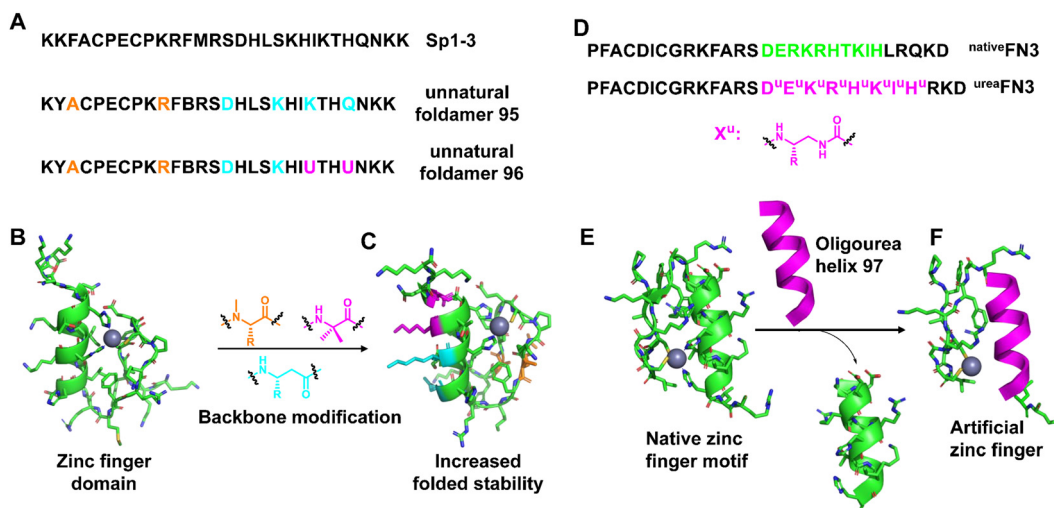 A
KKFACPECPKRFMRSDHLSKHIKTHQNKK Sp1-3
KYACPECPKRFBRSDHLSKHIKTHQNKK unnatural
foldamer 95
KYACPECPKRFBRSDHLSKHIUTHUNKK unnatural
foldamer 96
B
C
N
O
R
H
N
O
HN
O
R
Backbone modification
Zinc finger
domain
Increased
folded stability
D
PFACDICGRKFARSDERKRHTKIHLRQKD nativeFN3
PFACDICGRKFARSDᵘEᵘKᵘRᵘHᵘKᵘIᵘHᵘRKD ureaFN3
Xᵘ:
H
N
R
N
H
O
E
Oligourea
helix 97
F
Native zinc
finger motif
Artificial
zinc finger